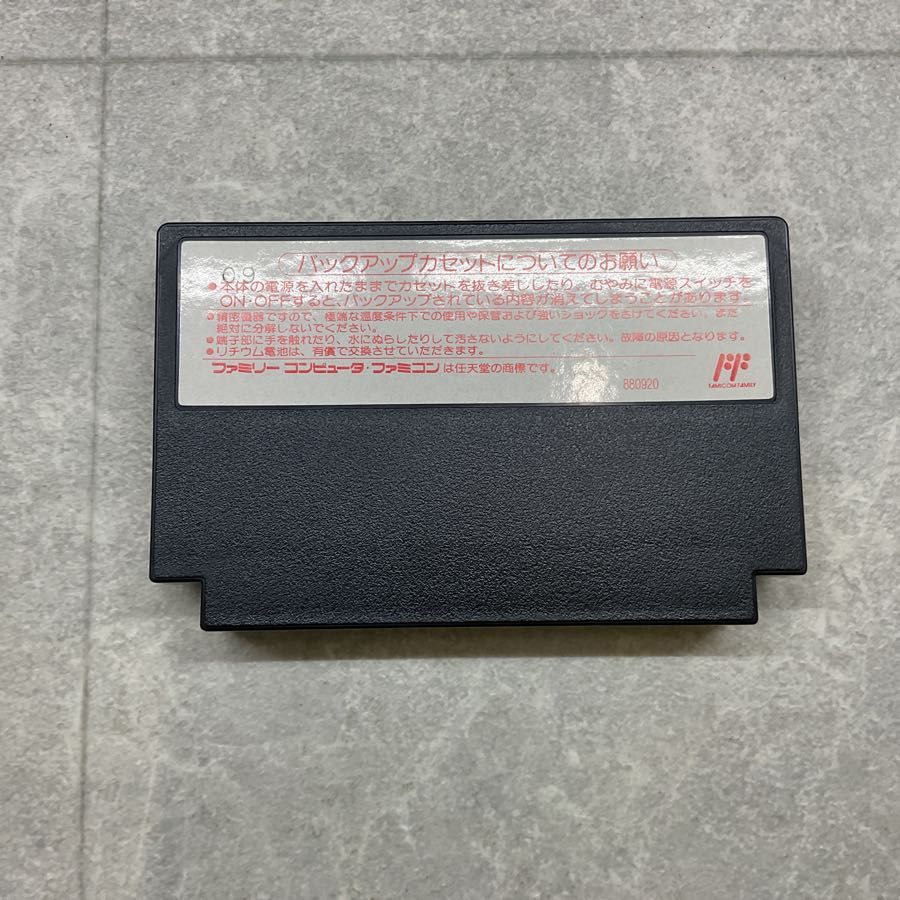 09
バックアップカセットについてのお願い
●本体の電源を入れたままでカセットを抜き差ししたり、むやみに電源スイッチを
ON・OFFすると、バックアップされている内容が消えてしまうことがあります。
●精密機器ですので、極端な温度条件下での使用や保管および強いショックをさけてください。また
絶対に分解しないでください。
●端子部に手を触れたり、水にぬらしたりして汚さないようにしてください。故障の原因となります。
●リチウム電池は、有償で交換させていただきます。
ファミリー コンピュータ・ファミコン は任天堂の商標です。
880920
FAMICOM FAMILY